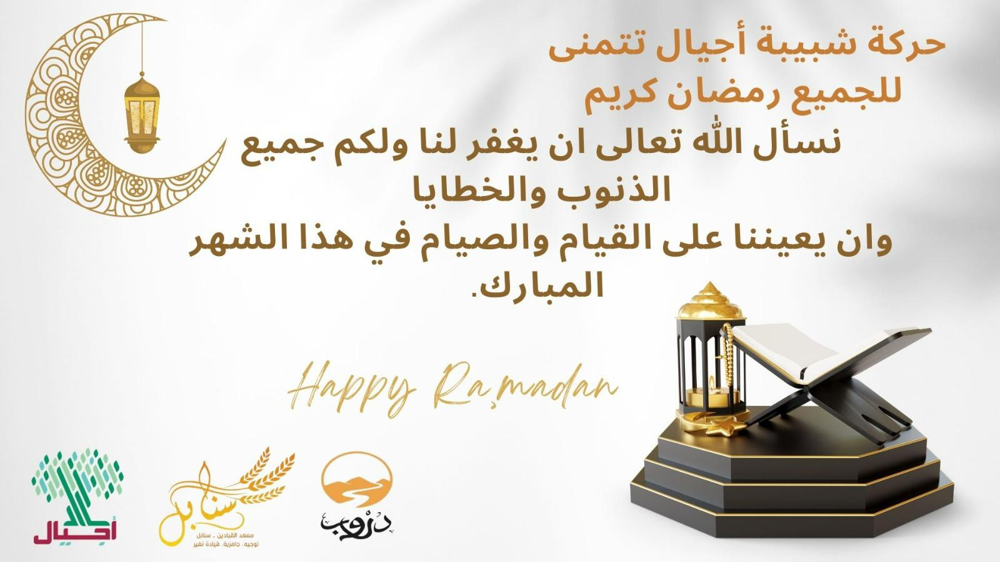 حركة شبيبة أجيال تتمنى
للجميع رمضان كريم
نسأل الله تعالى ان يغفر لنا ولكم جميع
الذنوب والخطايا
وان يعيننا على القيام والصيام في هذا الشهر
المبارك.
Happy Ramadan
أجيال
سنابل
معهد القيادين - سنابل
توجيه. جاهزية. قيادة تغير
دروب